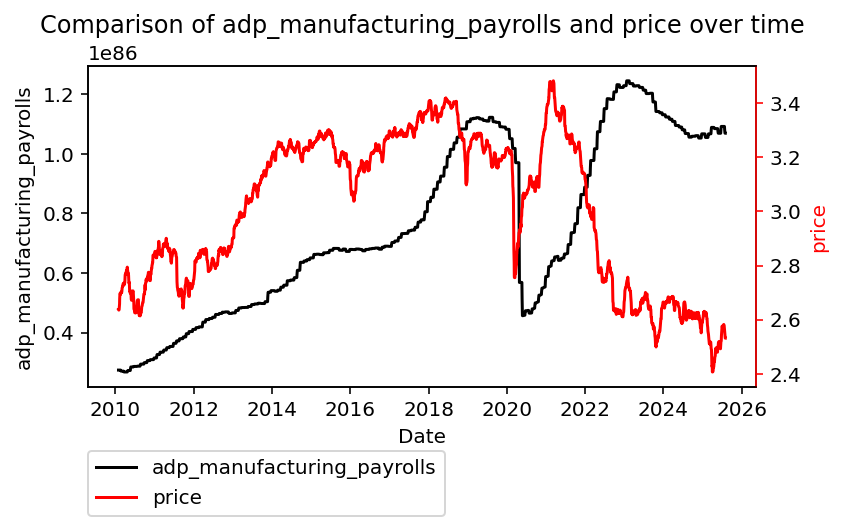 Comparison of adp_manufacturing_payrolls and price over time
1e86
1.2
1.0
0.8
0.6
0.4
adp_manufacturing_payrolls
3.4
3.2
3.0
2.8
2.6
2.4
price
2010 2012 2014 2016 2018 2020 2022 2024 2026
Date
adp_manufacturing_payrolls
price